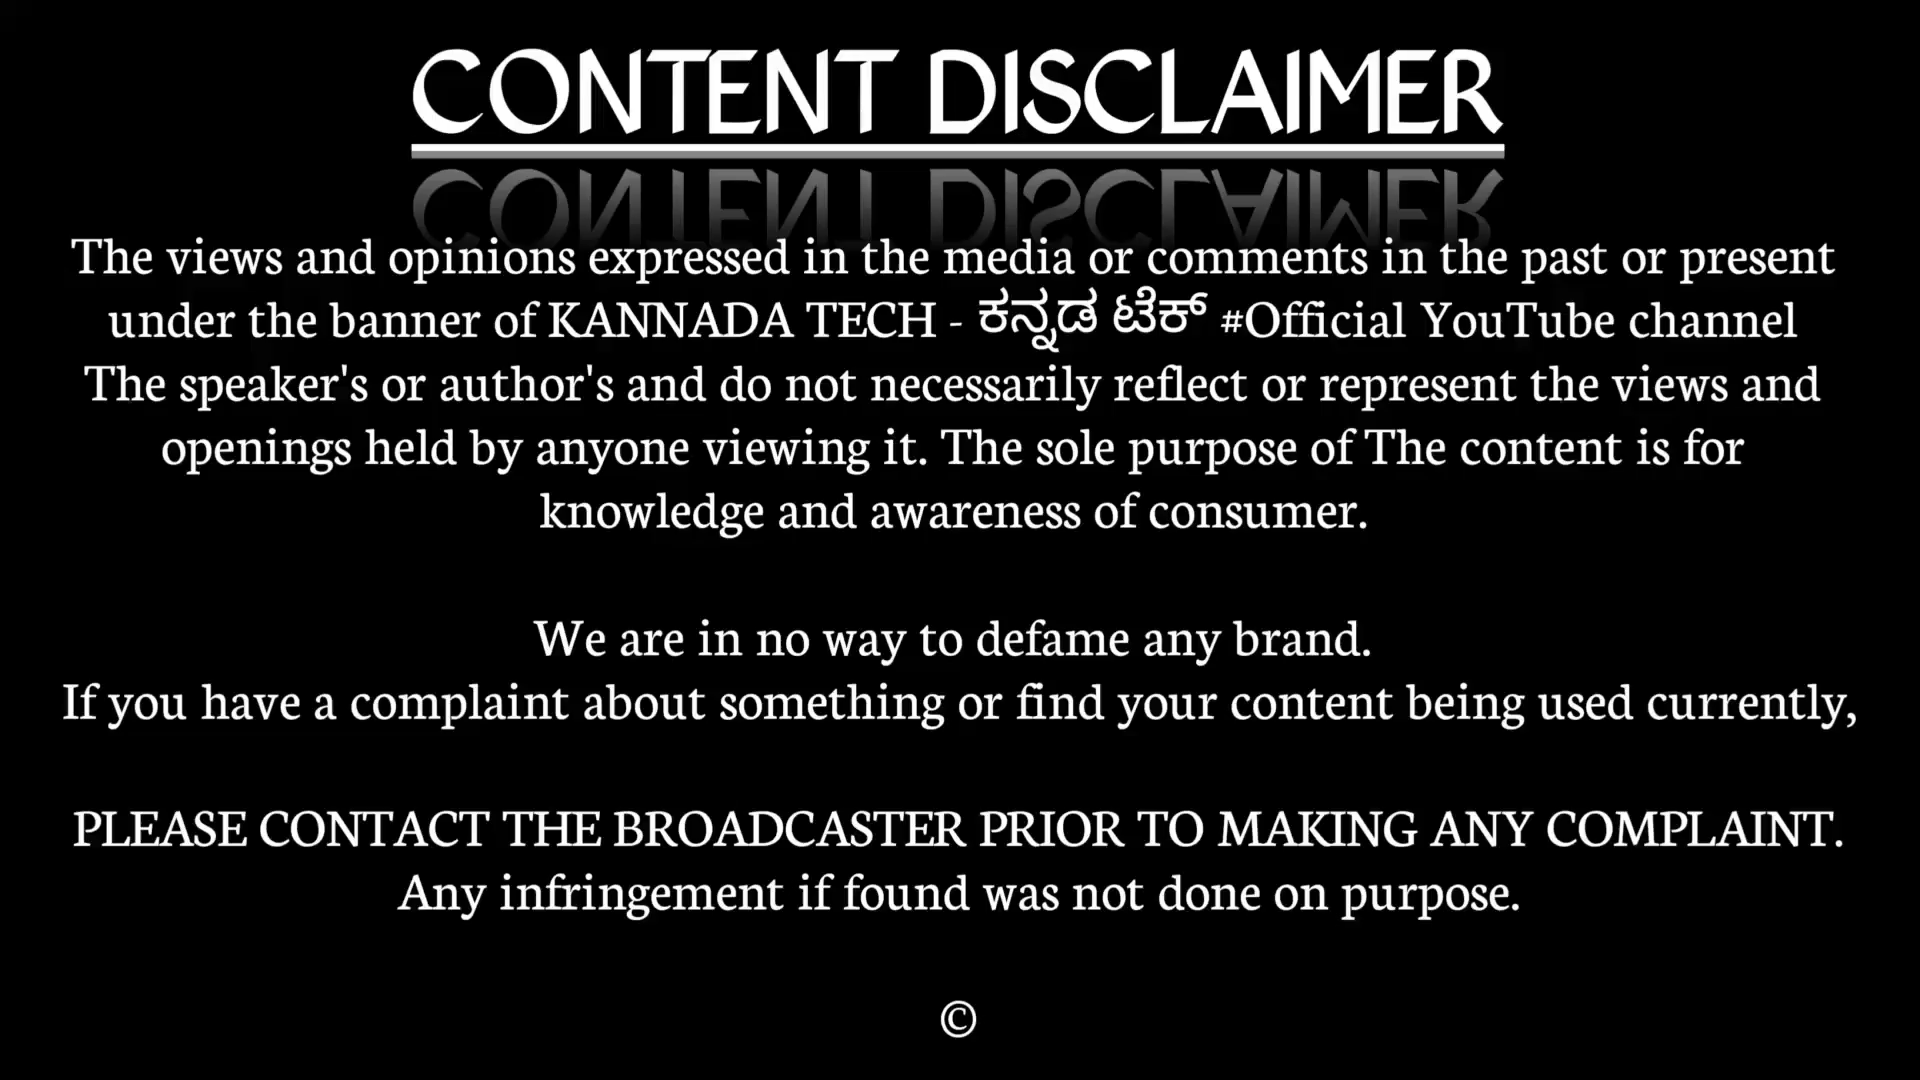 CONTENT DISCLAIMER
The views and opinions expressed in the media or comments in the past or present
under the banner of KANNADA TECH - ಕನ್ನಡ ಟೆಕ್ #Official YouTube channel
The speaker's or author's and do not necessarily reflect or represent the views and
openings held by anyone viewing it. The sole purpose of The content is for
knowledge and awareness of consumer.
We are in no way to defame any brand.
If you have a complaint about something or find your content being used currently,
PLEASE CONTACT THE BROADCASTER PRIOR TO MAKING ANY COMPLAINT.
Any infringement if found was not done on purpose.
©